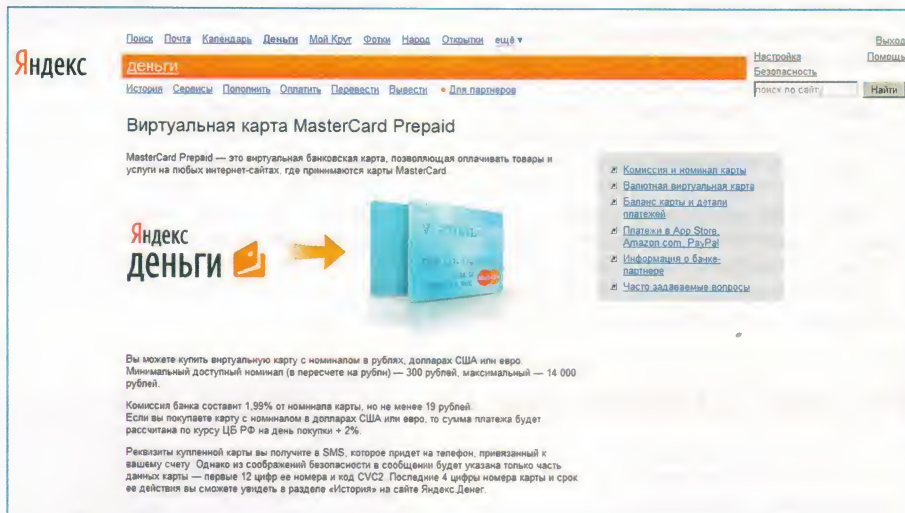 Поиск Почта Календарь Деньги Мой Круг Фотки Народ Открытки ещё ▾
Выход
Яндекс
деньги
Настройка
Помощь
Безопасность
История Сервисы Пополнить Оплатить Перевести Вывести • Для партнеров
поиск по сайту
Найти
Виртуальная карта MasterCard Prepaid
MasterCard Prepaid — это виртуальная банковская карта, позволяющая оплачивать товары и
услуги на любых интернет-сайтах, где принимаются карты MasterCard.
Комиссия и номинал карты
Валютная виртуальная карта
Баланс карты и детали
платежей
Платежи в App Store,
Amazon.com, PayPal
Информация о банке-
партнере
Часто задаваемые вопросы
Яндекс
деньги
Вы можете купить виртуальную карту с номиналом в рублях, долларах США или евро.
Минимальный доступный номинал (в пересчете на рубли) — 300 рублей, максимальный — 14 000
рублей.
Комиссия банка составит 1,99% от номинала карты, но не менее 19 рублей.
Если вы покупаете карту с номиналом в долларах США или евро, то сумма платежа будет
рассчитана по курсу ЦБ РФ на день покупки + 2%.
Реквизиты купленной карты вы получите в SMS, которое придет на телефон, привязанный к
вашему счету. Однако из соображений безопасности в сообщении будет указана только часть
данных карты — первые 12 цифр ее номера и код CVC2. Последние 4 цифры номера карты и срок
ее действия вы сможете увидеть в разделе «История» на сайте Яндекс.Денег.